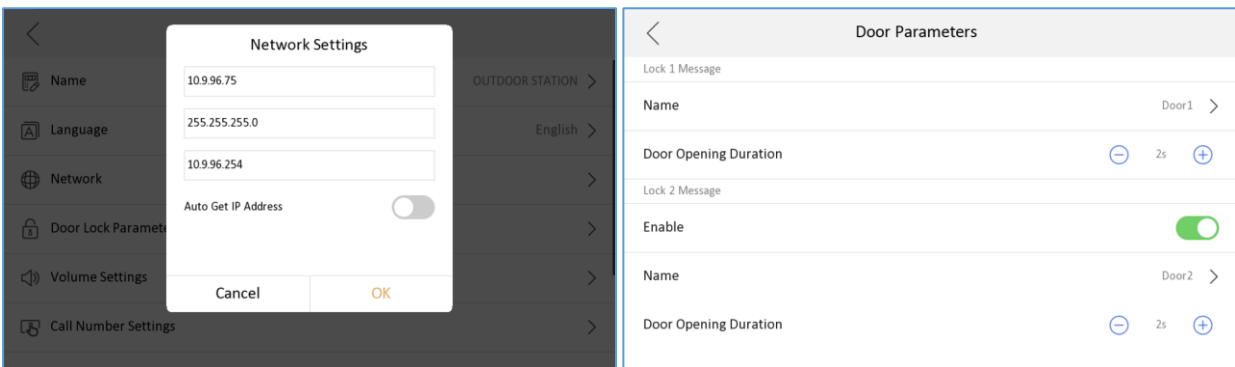 Network Settings
10.9.96.75
255.255.255.0
10.9.96.254
Auto Get IP Address
Cancel OK
Name OUTDOOR STATION
Language English
Network
Door Lock Paramete
Volume Settings
Call Number Settings
Door Parameters
Lock 1 Message
Name Door1
Door Opening Duration 2s
Lock 2 Message
Enable
Name Door2
Door Opening Duration 2s